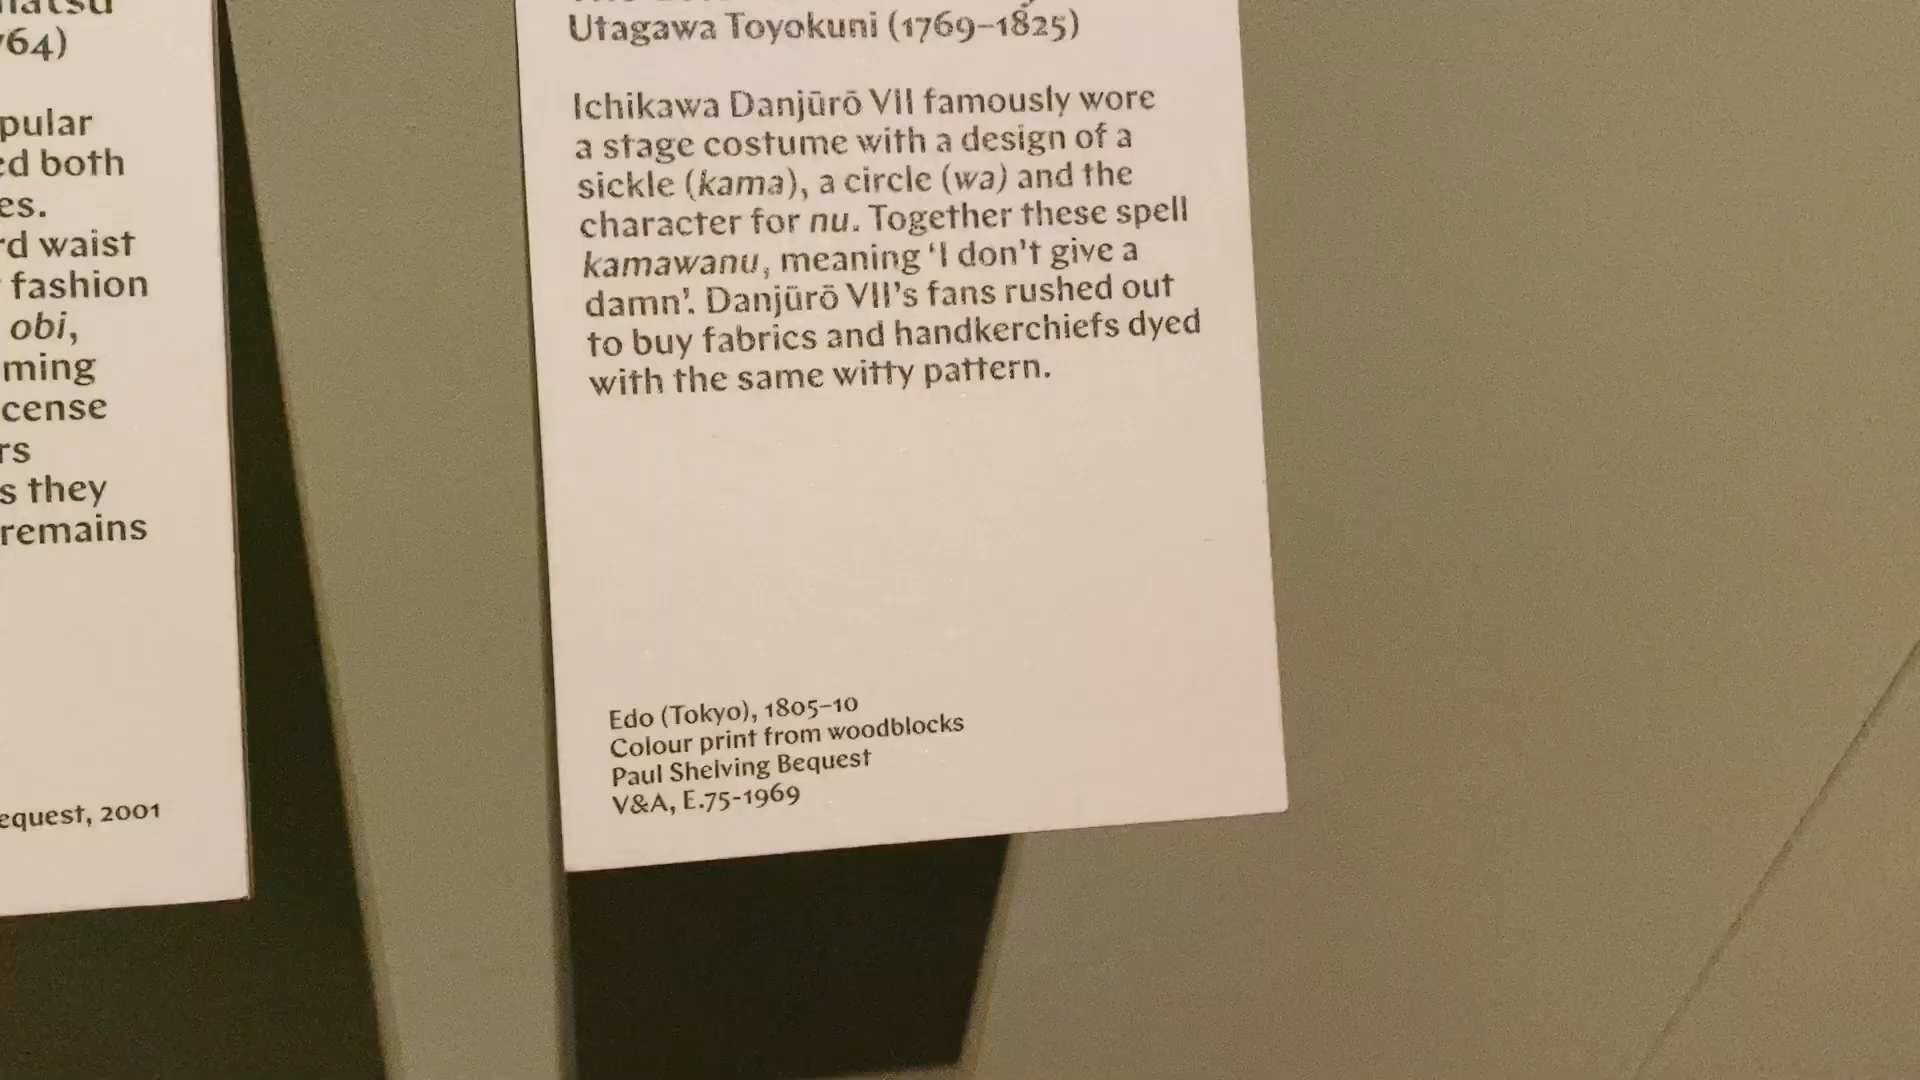 64)
pular
ed both
es.
rd waist
fashion
obi,
ming
cense
rs
s they
remains
equest, 2001
Utagawa Toyokuni (1769–1825)
Ichikawa Danjūrō VII famously wore
a stage costume with a design of a
sickle (kama), a circle (wa) and the
character for nu. Together these spell
kamawanu, meaning ‘I don’t give a
damn’. Danjūrō VII’s fans rushed out
to buy fabrics and handkerchiefs dyed
with the same witty pattern.
Edo (Tokyo), 1805–10
Colour print from woodblocks
Paul Shelving Bequest
V&A, E.75-1969